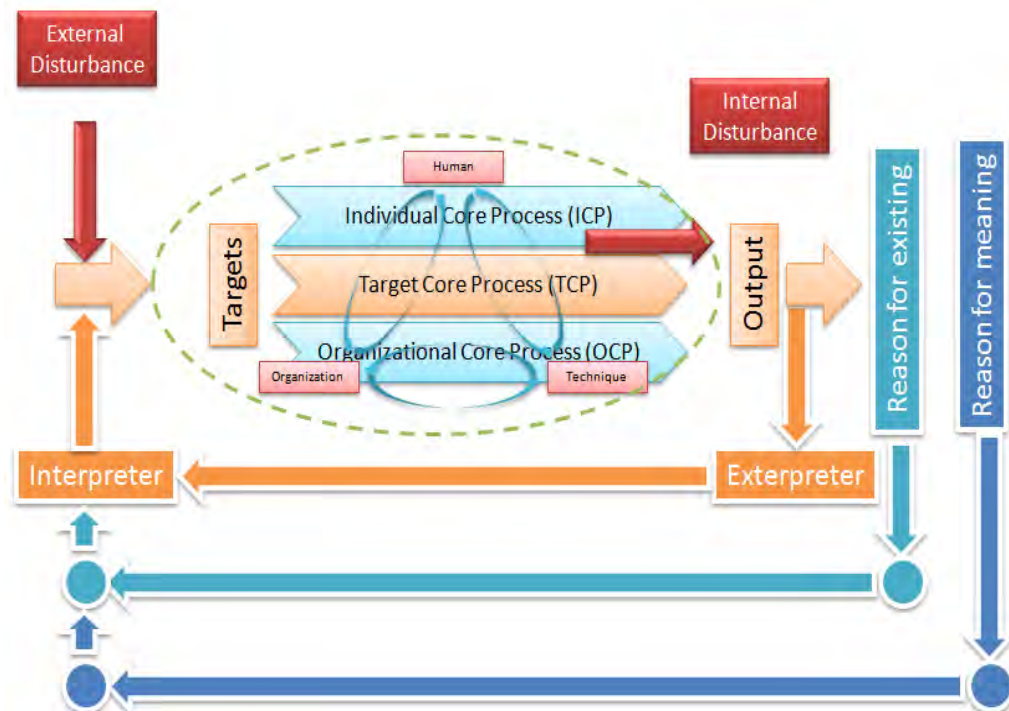 External
Disturbance
Internal
Disturbance
Human
Individual Core Process (ICP)
Targets
Target Core Process (TCP)
Output
Organizational Core Process (OCP)
Organization
Technique
Reason for existing
Reason for meaning
Interpreter
Exterpreter